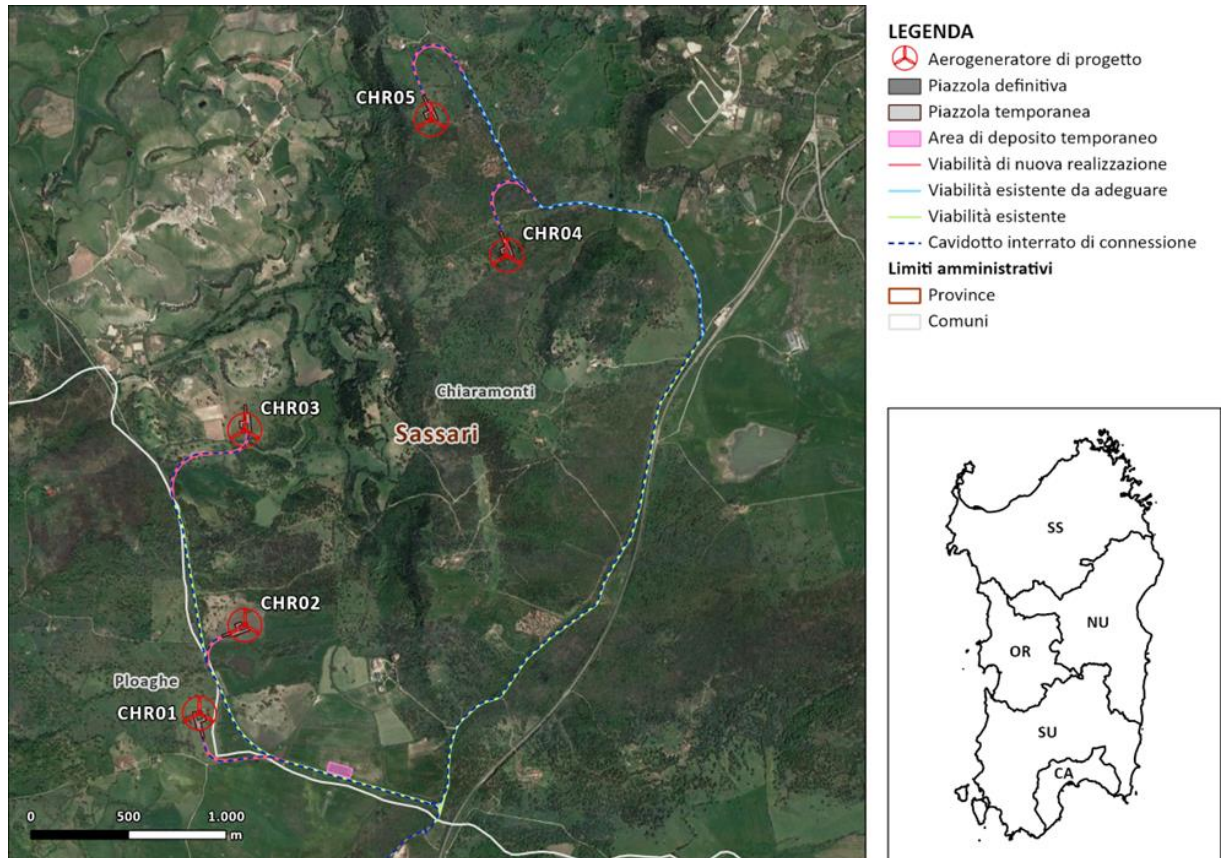 CHR05
CHR04
Chiaramonti
CHR03
Sassari
CHR02
Ploaghe
CHR01
0 500 1.000
m
LEGENDA
Aerogeneratore di progetto
Piazzola definitiva
Piazzola temporanea
Area di deposito temporaneo
Viabilità di nuova realizzazione
Viabilità esistente da adeguare
Viabilità esistente
Cavidotto interrato di connessione
Limiti amministrativi
Province
Comuni
SS
NU
OR
SU
CA